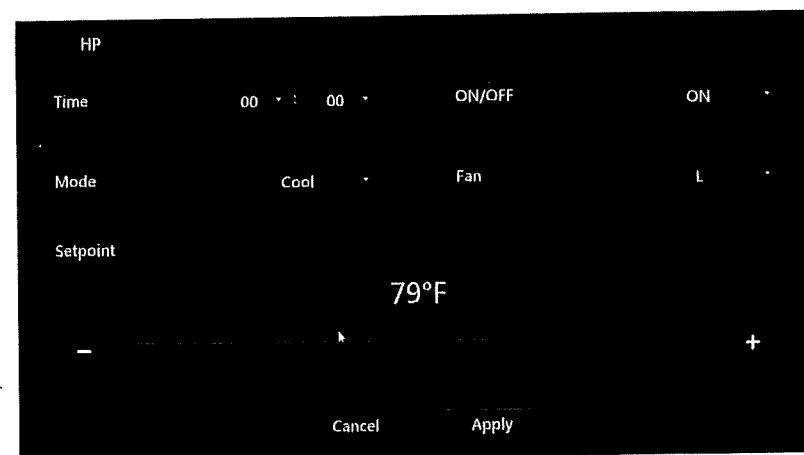 HP
Time 00 : 00 ON/OFF ON
Mode Cool Fan L
Setpoint
79°F
− +
Cancel Apply